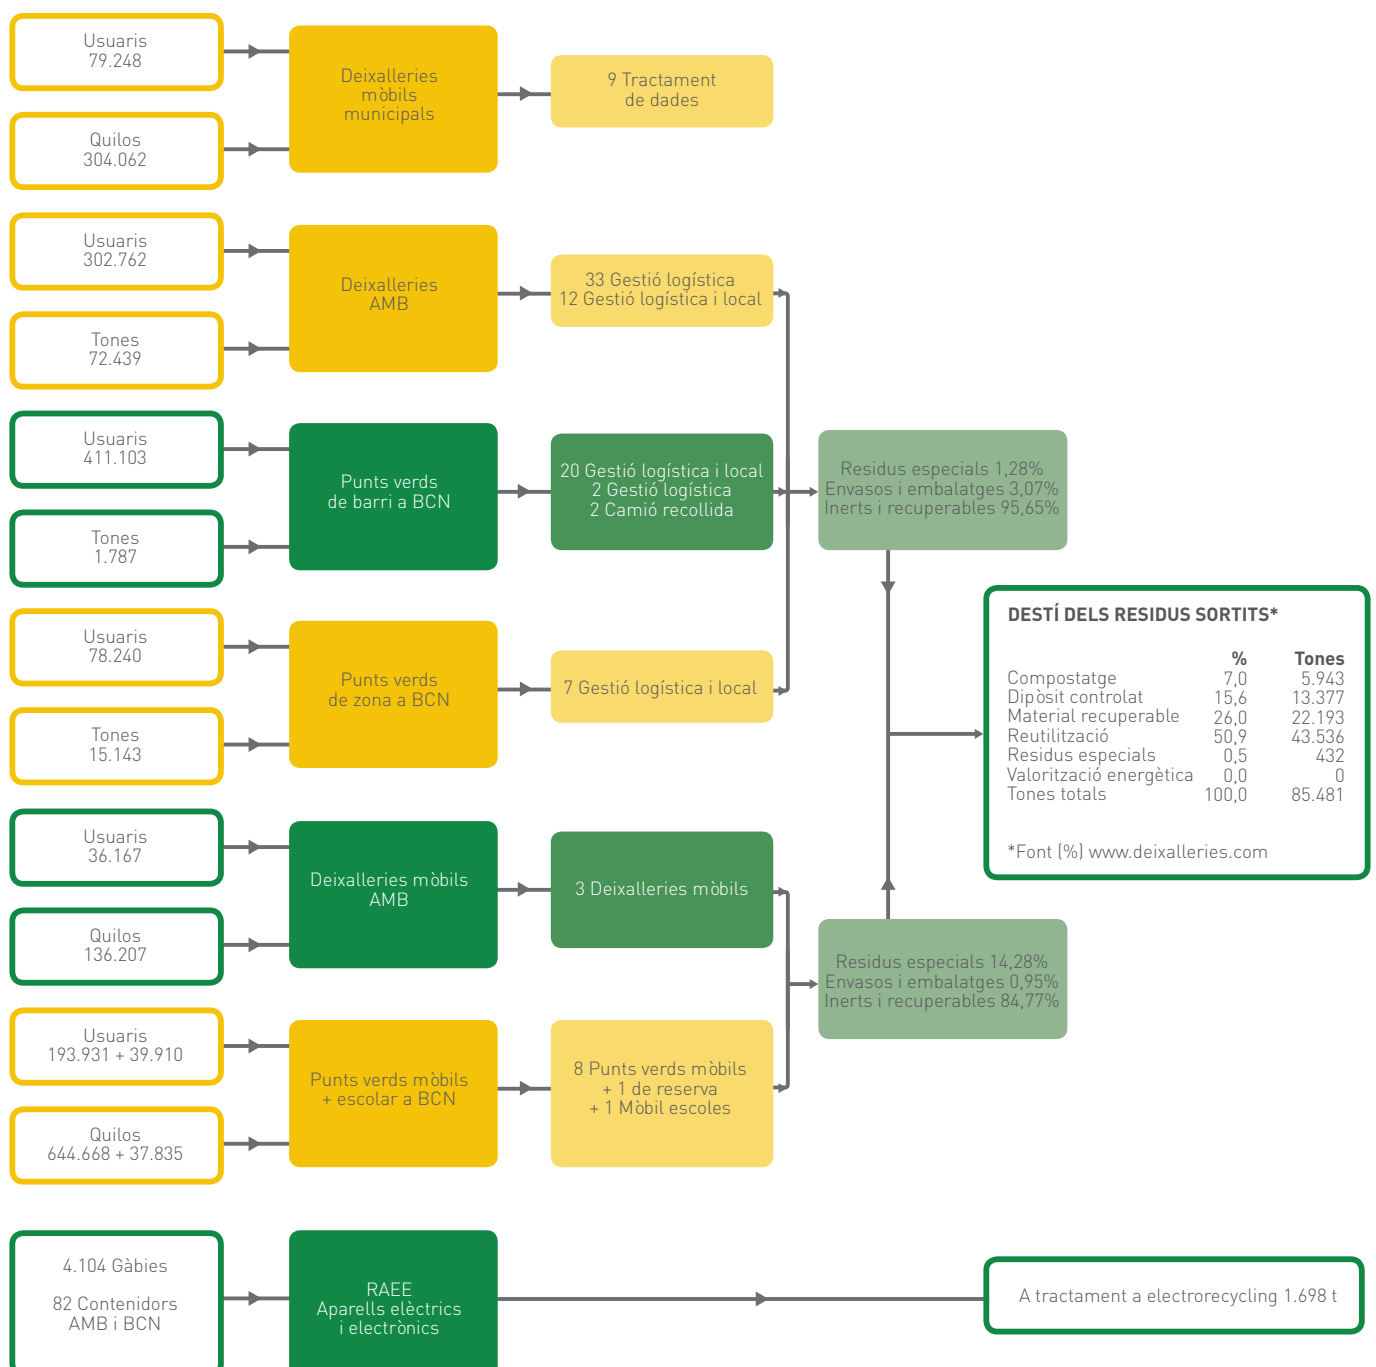 Usuaris
79.248
Quilos
304.062
Deixalleries
mòbils
municipals
9 Tractament
de dades
Usuaris
302.762
Tones
72.439
Deixalleries
AMB
33 Gestió logística
12 Gestió logística i local
Usuaris
411.103
Tones
1.787
Punts verds
de barri a BCN
20 Gestió logística i local
2 Gestió logística
2 Camió recollida
Residus especials 1,28%
Envasos i embalatges 3,07%
Inerts i recuperables 95,65%
Usuaris
78.240
Tones
15.143
Punts verds
de zona a BCN
7 Gestió logística i local
DESTÍ DELS RESIDUS SORTITS*
% Tones
Compostatge 7,0 5.943
Dipòsit controlat 15,6 13.377
Material recuperable 26,0 22.193
Reutilització 50,9 43.536
Residus especials 0,5 432
Valorització energètica 0,0 0
Tones totals 100,0 85.481
*Font (%) www.deixalleries.com
Usuaris
36.167
Quilos
136.207
Deixalleries mòbils
AMB
3 Deixalleries mòbils
Residus especials 14,28%
Envasos i embalatges 0,95%
Inerts i recuperables 84,77%
Usuaris
193.931 + 39.910
Quilos
644.668 + 37.835
Punts verds mòbils
+ escolar a BCN
8 Punts verds mòbils
+ 1 de reserva
+ 1 Mòbil escoles
4.104 Gàbies
82 Contenidors
AMB i BCN
RAEE
Aparells elèctrics
i electrònics
A tractament a electrorecycling 1.698 t